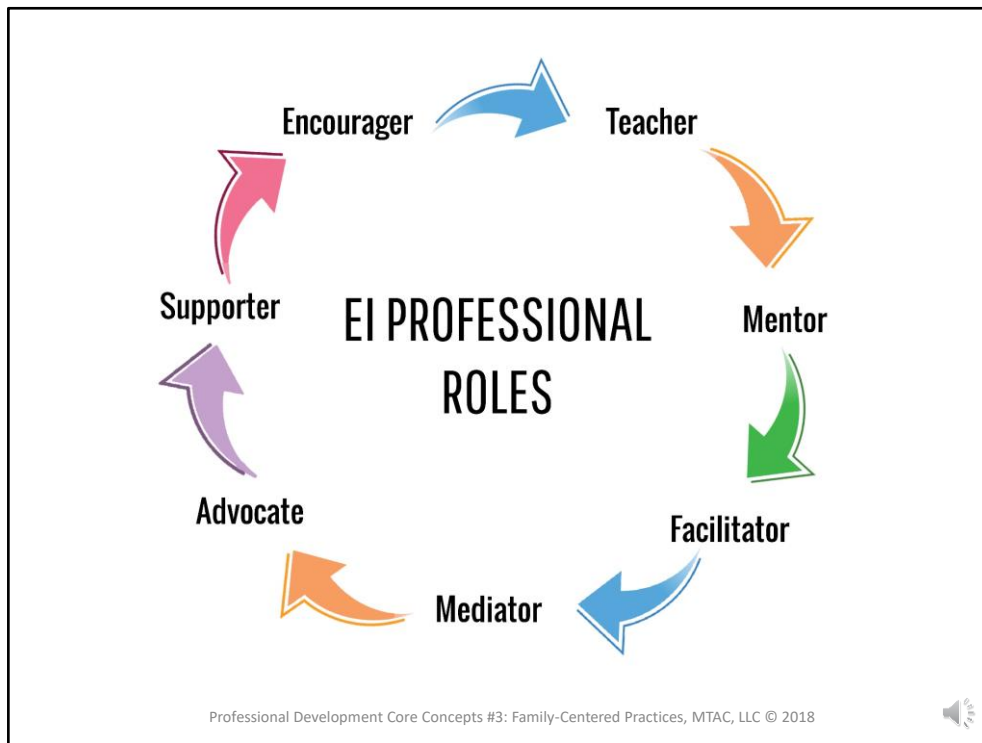 Encourager
Teacher
Supporter
EI PROFESSIONAL
ROLES
Mentor
Advocate
Facilitator
Mediator
Professional Development Core Concepts #3: Family-Centered Practices, MTAC, LLC © 2018